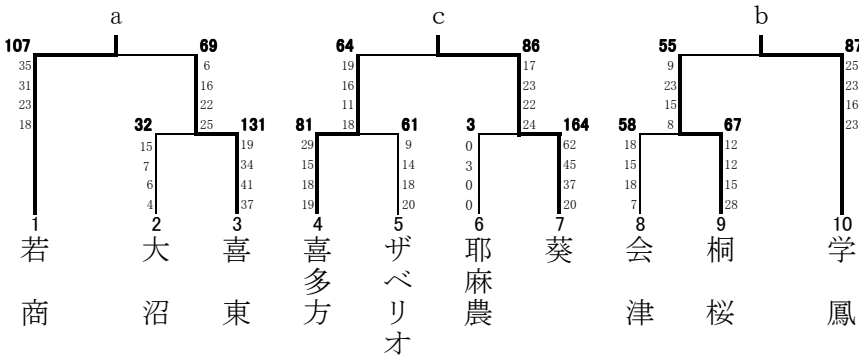 a c b
107 69 64 86 55 87
35 6 19 17 9 25
31 16 16 23 23 23
23 22 11 22 15 16
18 25 18 24 8 23
32 131 81 61 3 164 58 67
15 19 29 9 0 62 18 12
7 34 15 14 3 45 15 12
6 41 18 18 0 37 18 15
4 37 19 20 0 20 7 28
1 2 3 4 5 6 7 8 9 10
若商
大沼
喜東
喜多方
ザベリオ
耶麻農
葵
会津
桐桜
学鳳